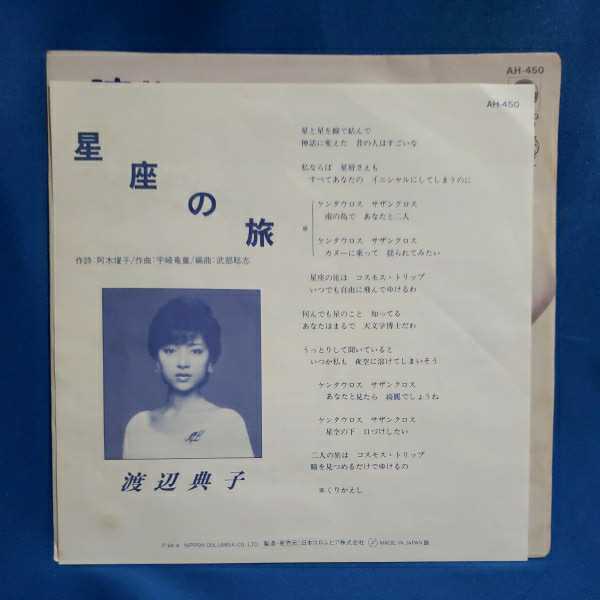 AH-450
AH-450
星座の旅
作詩:阿木燿子/作曲:宇崎竜童/編曲:武部聡志
渡辺典子
星と星を線で結んで
神話に変えた 昔の人はすごいな
私ならば 星屑さえも
すべてあなたの イニシャルにしてしまうのに
※
ケンタウロス サザンクロス
南の島で あなたと二人
ケンタウロス サザンクロス
カヌーに乗って 揺られてみたい
星座の旅は コスモス・トリップ
いつでも自由に飛んでゆけるわ
何んでも星のこと 知ってる
あなたはまるで 天文学博士だわ
うっとりして聞いていると
いつか私も 夜空に溶けてしまいそう
ケンタウロス サザンクロス
あなたと見たら 綺麗でしょうね
ケンタウロス サザンクロス
星空の下 口づけしたい
二人の旅は コスモス・トリップ
瞳を見つめるだけでゆけるの
※くりかえし
NIPPON COLUMBIA CO., LTD. 製造・発売元/日本コロムビア株式会社 MADE IN JAPAN